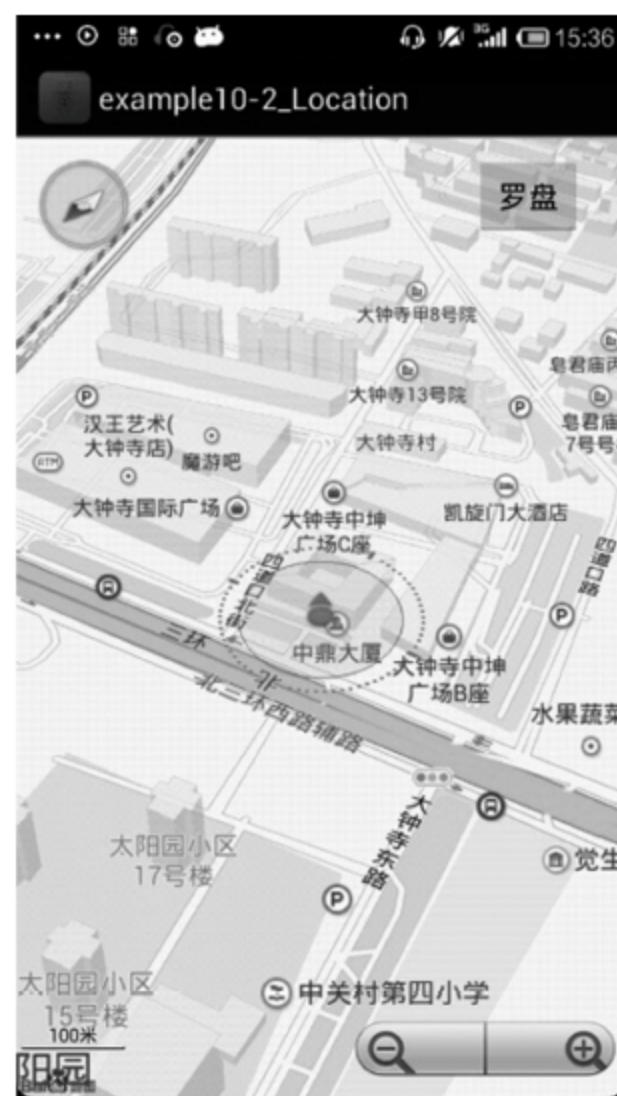 3G 15:36
example10-2_Location
罗盘
大钟寺甲8号院
皂君庙丙
大钟寺13号院
P
P
皂君庙
7号号
汉王艺术(
大钟寺店)
魔游吧
大钟寺村
ATM
大钟寺国际广场
大钟寺中坤
广场C座
凯旋门大酒店
四道口北街
四道口路
P
三环
中鼎大厦
大钟寺中坤
广场B座
北三环西路辅路
水果蔬菜
大钟寺东路
太阳园小区
17号楼
觉生
P
太阳园小区
15号楼
中关村第四小学
100米
阳园